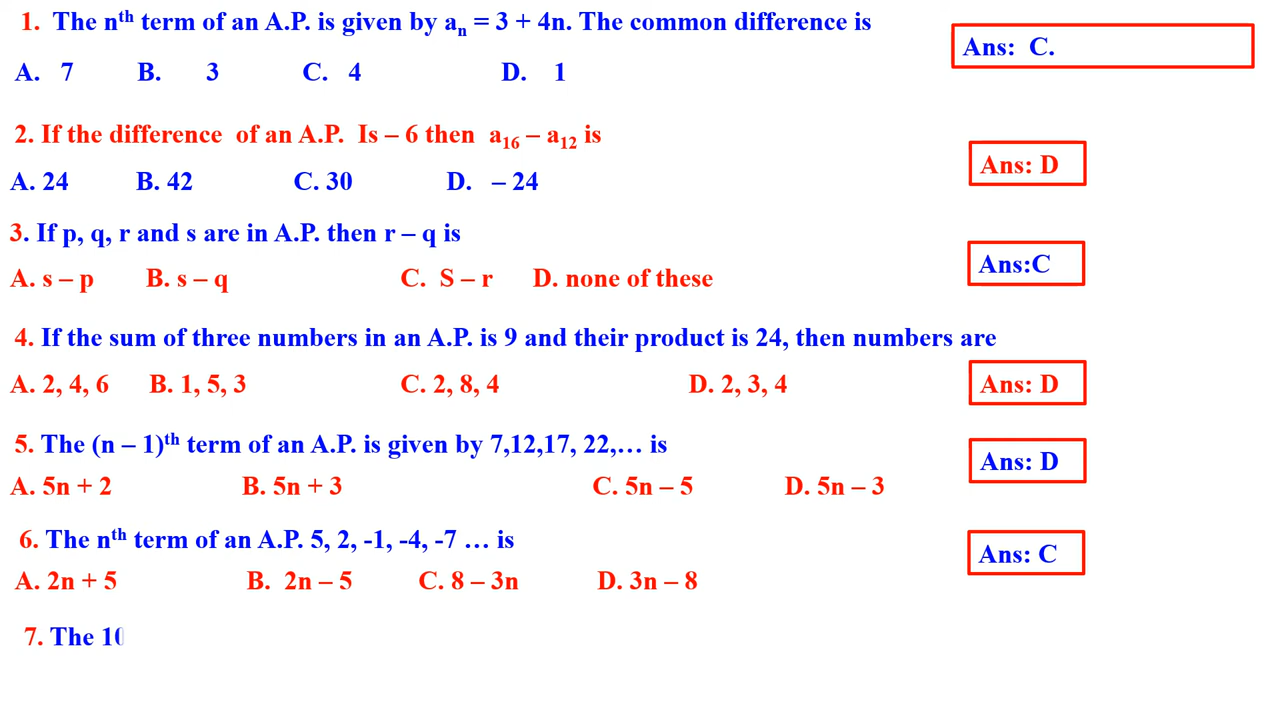 1. The nth term of an A.P. is given by an = 3 + 4n. The common difference is
Ans: C.
A. 7 B. 3 C. 4 D. 1
2. If the difference of an A.P. Is – 6 then a16 – a12 is
Ans: D
A. 24 B. 42 C. 30 D. – 24
3. If p, q, r and s are in A.P. then r – q is
Ans:C
A. s – p B. s – q C. S – r D. none of these
4. If the sum of three numbers in an A.P. is 9 and their product is 24, then numbers are
A. 2, 4, 6 B. 1, 5, 3 C. 2, 8, 4 D. 2, 3, 4
Ans: D
5. The (n – 1)th term of an A.P. is given by 7,12,17, 22,… is
Ans: D
A. 5n + 2 B. 5n + 3 C. 5n – 5 D. 5n – 3
6. The nth term of an A.P. 5, 2, -1, -4, -7 … is
Ans: C
A. 2n + 5 B. 2n – 5 C. 8 – 3n D. 3n – 8
7. The 10